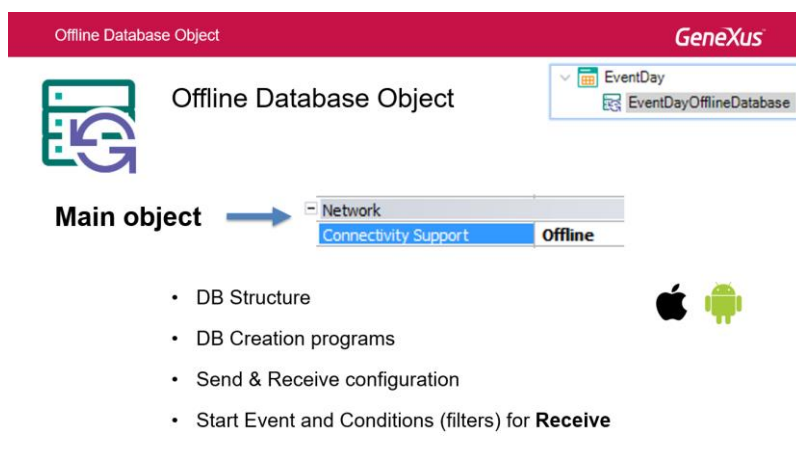 Offline Database Object
GeneXus
Offline Database Object
EventDay
EventDayOfflineDatabase
Main object
Network
Connectivity Support Offline
• DB Structure
• DB Creation programs
• Send & Receive configuration
• Start Event and Conditions (filters) for Receive